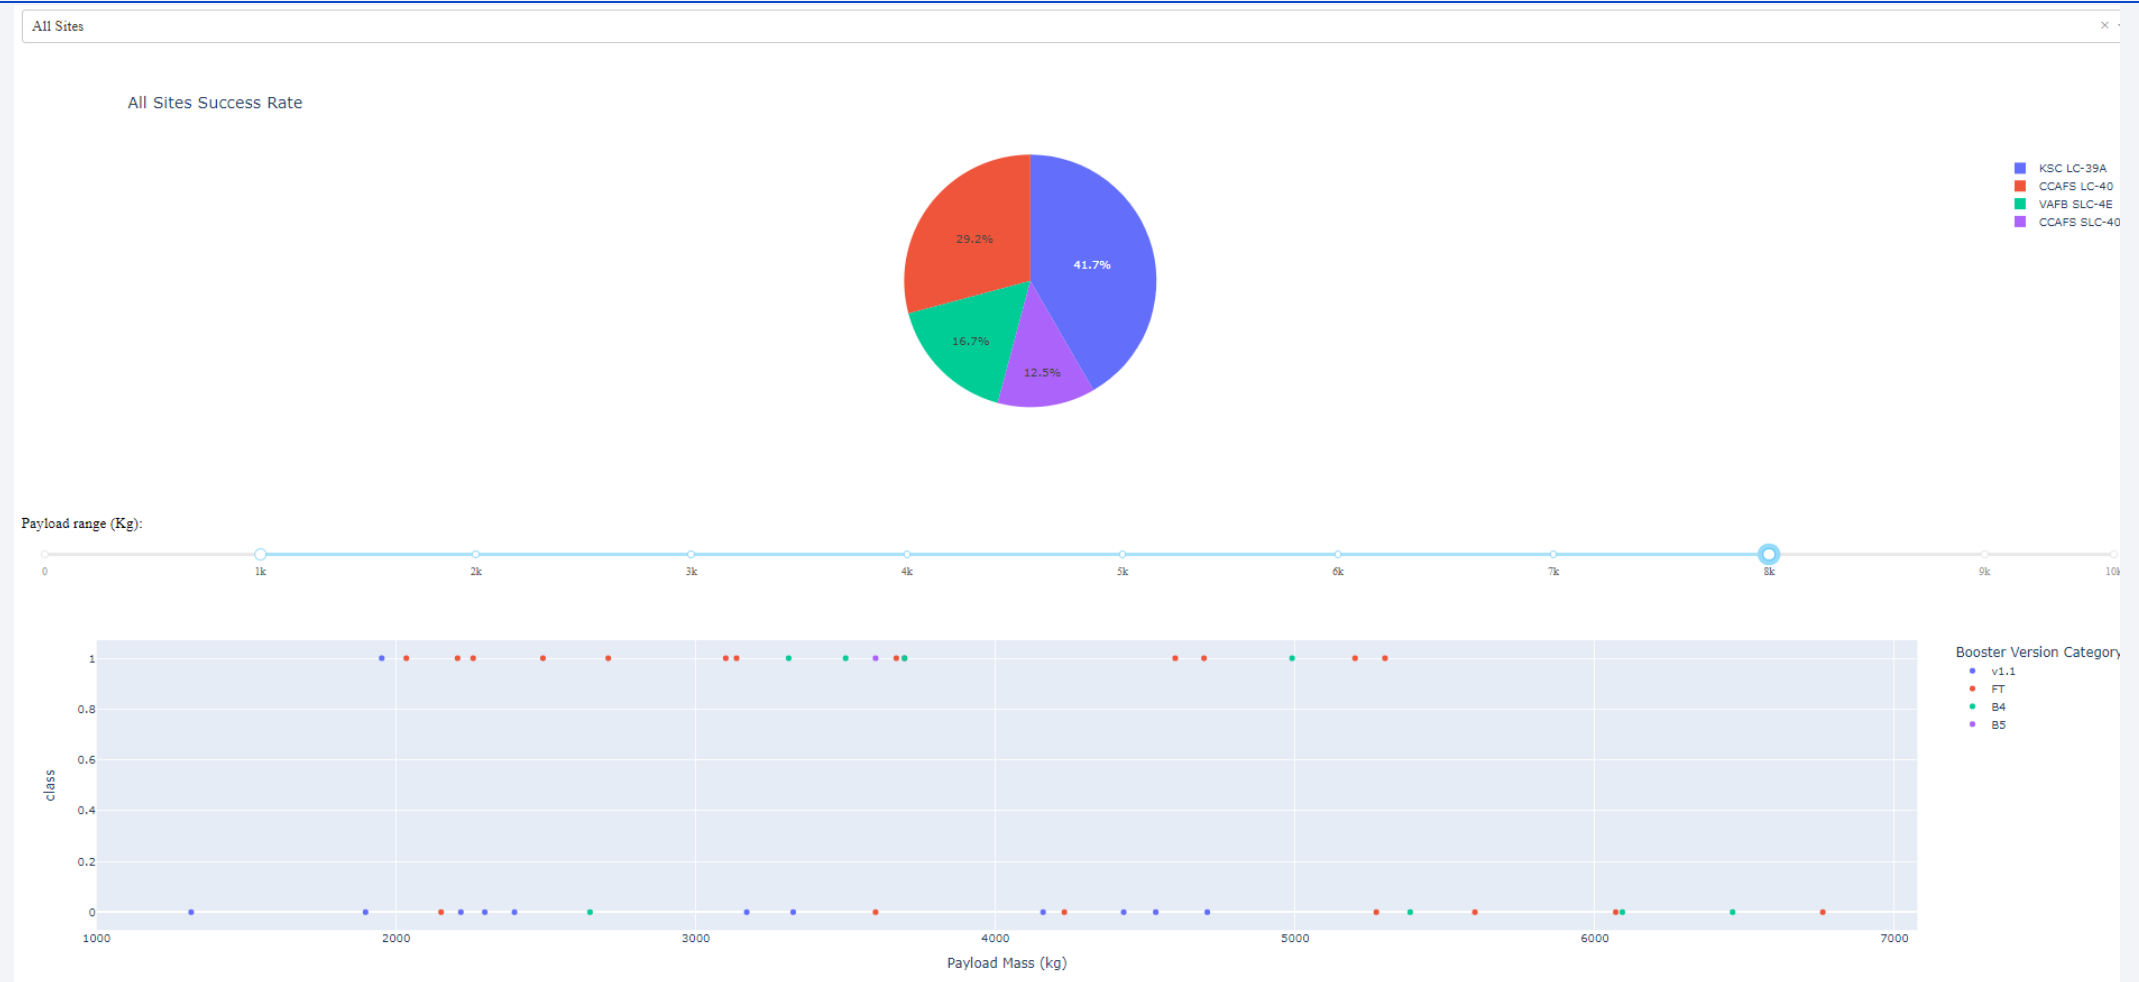 All Sites
All Sites Success Rate
KSC LC-39A
CCAFS LC-40
VAFB SLC-4E
CCAFS SLC-40
29.2%
41.7%
16.7%
12.5%
Payload range (Kg):
0 1k 2k 3k 4k 5k 6k 7k 8k 9k 10k
Booster Version Category
v1.1
FT
B4
B5
class
1
0.8
0.6
0.4
0.2
0
1000 2000 3000 4000 5000 6000 7000
Payload Mass (kg)